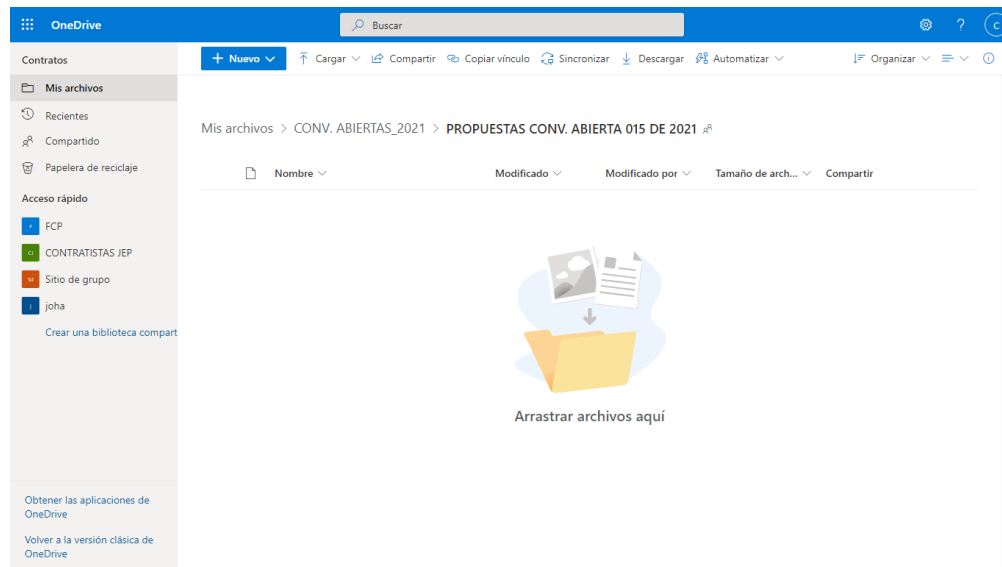 OneDrive
Buscar
?
C
Contratos
+ Nuevo
Cargar
Compartir
Copiar vínculo
Sincronizar
Descargar
Automatizar
Organizar
Mis archivos
Recientes
Compartido
Papelera de reciclaje
Acceso rápido
FCP
CONTRATISTAS JEP
Sitio de grupo
joha
Crear una biblioteca compart
Obtener las aplicaciones de
OneDrive
Volver a la versión clásica de
OneDrive
Mis archivos > CONV. ABIERTAS_2021 > PROPUESTAS CONV. ABIERTA 015 DE 2021
Nombre
Modificado
Modificado por
Tamaño de arch...
Compartir
Arrastrar archivos aquí